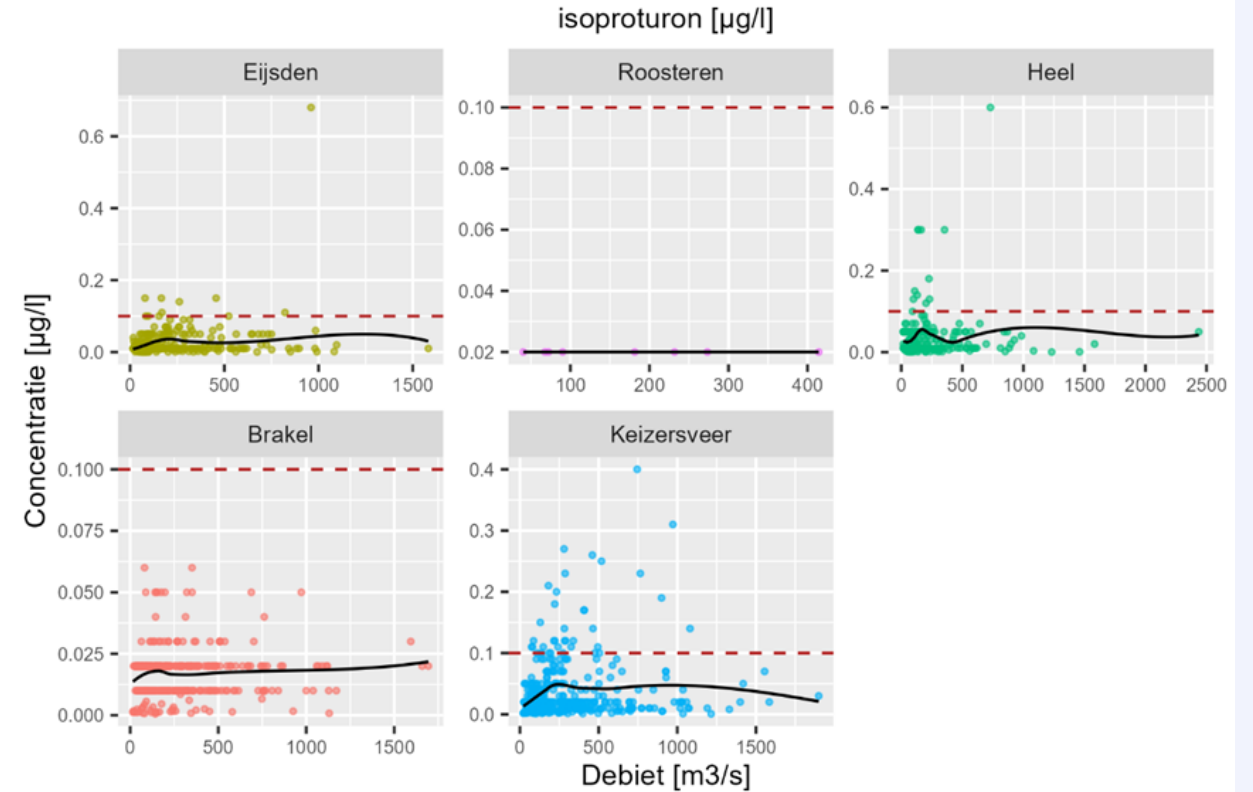 isoproturon [µg/l]
Eijsden
Roosteren
Heel
0.6
0.4
0.2
0.0
0 500 1000 1500
0.10
0.08
0.06
0.04
0.02
100 200 300 400
0.6
0.4
0.2
0.0
0 500 1000 1500 2000 2500
Concentratie [µg/l]
Brakel
Keizersveer
0.100
0.075
0.050
0.025
0.000
0 500 1000 1500
0.4
0.3
0.2
0.1
0.0
0 500 1000 1500
Debiet [m3/s]